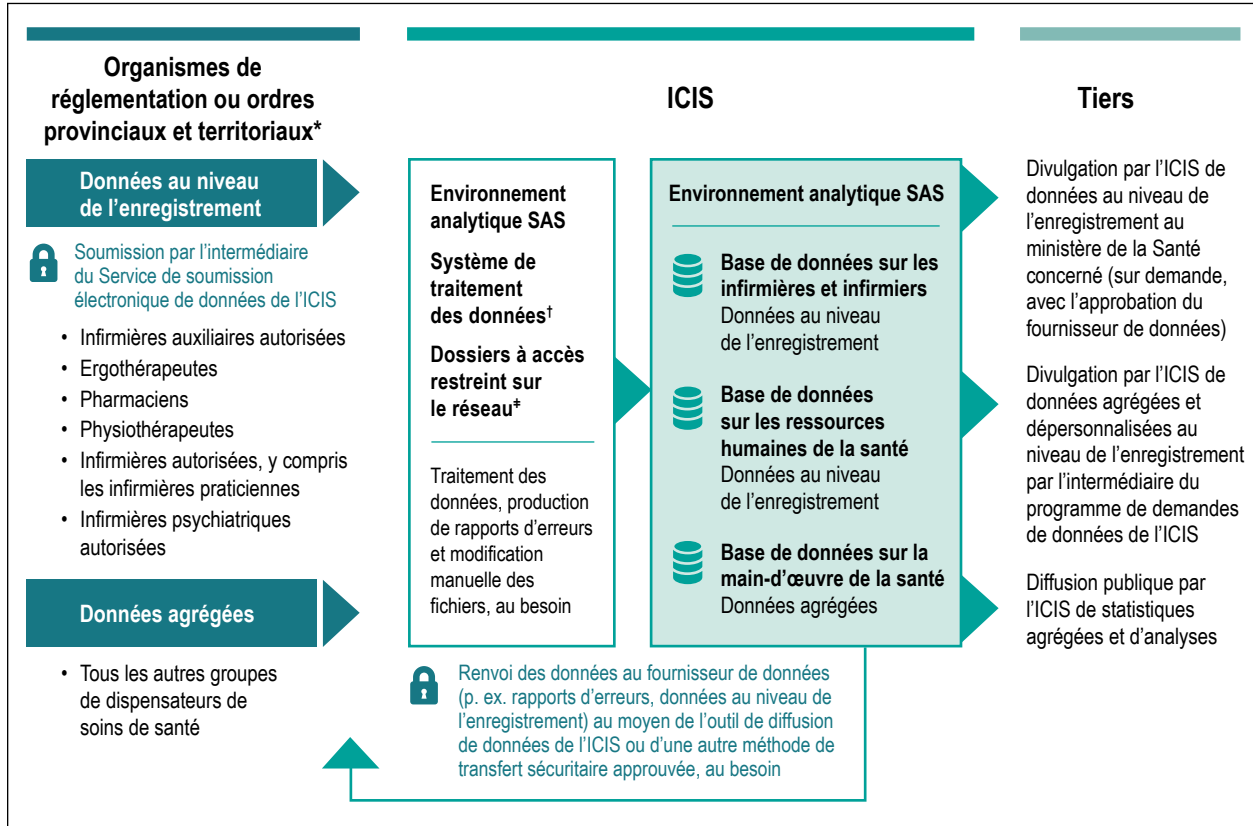 Organismes de
réglementation ou ordres
provinciaux et territoriaux*
Données au niveau
de l’enregistrement
Soumission par l’intermédiaire
du Service de soumission
électronique de données de l’ICIS
• Infirmières auxiliaires autorisées
• Ergothérapeutes
• Pharmaciens
• Physiothérapeutes
• Infirmières autorisées, y compris
les infirmières praticiennes
• Infirmières psychiatriques
autorisées
Données agrégées
• Tous les autres groupes
de dispensateurs de
soins de santé
ICIS
Environnement
analytique SAS
Système de
traitement
des données†
Dossiers à accès
restreint sur
le réseau‡
Traitement des
données, production
de rapports d’erreurs
et modification
manuelle des
fichiers, au besoin
Environnement analytique SAS
Base de données sur les
infirmières et infirmiers
Données au niveau
de l’enregistrement
Base de données
sur les ressources
humaines de la santé
Données au niveau
de l’enregistrement
Base de données sur la
main-d’œuvre de la santé
Données agrégées
Renvoi des données au fournisseur de données
(p. ex. rapports d’erreurs, données au niveau de
l’enregistrement) au moyen de l’outil de diffusion
de données de l’ICIS ou d’une autre méthode de
transfert sécuritaire approuvée, au besoin
Tiers
Divulgation par l’ICIS de
données au niveau de
l’enregistrement au
ministère de la Santé
concerné (sur demande,
avec l’approbation du
fournisseur de données)
Divulgation par l’ICIS de
données agrégées et
dépersonnalisées au
niveau de l’enregistrement
par l’intermédiaire du
programme de demandes
de données de l’ICIS
Diffusion publique par
l’ICIS de statistiques
agrégées et d’analyses